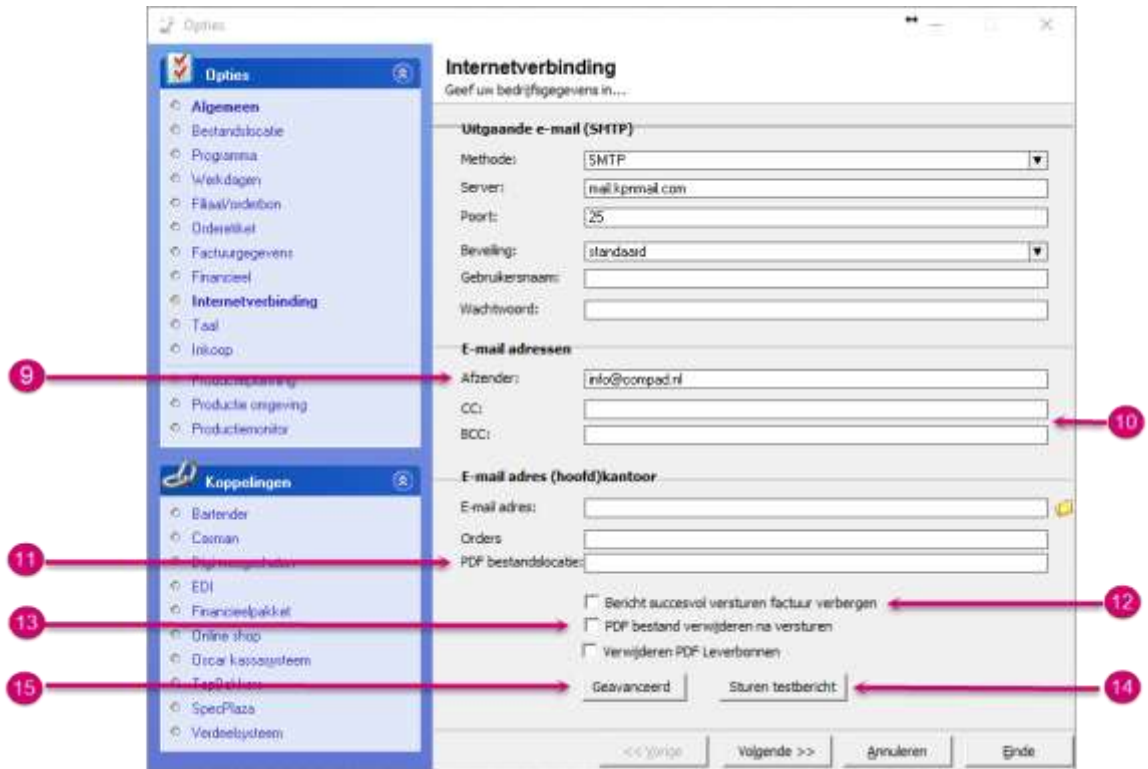 Opties
Opties
Algemeen
Bestandslocatie
Programma
Werkdagen
Filiaal/orderbon
Orderetiket
Factuurgegevens
Financieel
Internetverbinding
Taal
Inkoop
Productieplanning
Productie omgeving
Productiemonitor
Koppelingen
Bartender
Casman
EDI
Financieelpakket
Online shop
Oscar kassasysteem
TopBakkers
SpecPlaza
Verdeelsysteem
Internetverbinding
Geef uw bedrijfsgegevens in...
Uitgaande e-mail (SMTP)
Methode: SMTP
Server: mail.kpnmail.com
Poort: 25
Beveiling: standaard
Gebruikersnaam:
Wachtwoord:
E-mail adressen
Afzender: info@compad.nl
CC:
BCC:
E-mail adres (hoofd)kantoor
E-mail adres:
Orders
PDF bestandslocatie:
Bericht succesvol versturen factuur verbergen
PDF bestand verwijderen na versturen
Verwijderen PDF Leverbonnen
Geavanceerd Sturen testbericht
<< Vorige Volgende >> Annuleren Einde
9
10
11
12
13
14
15